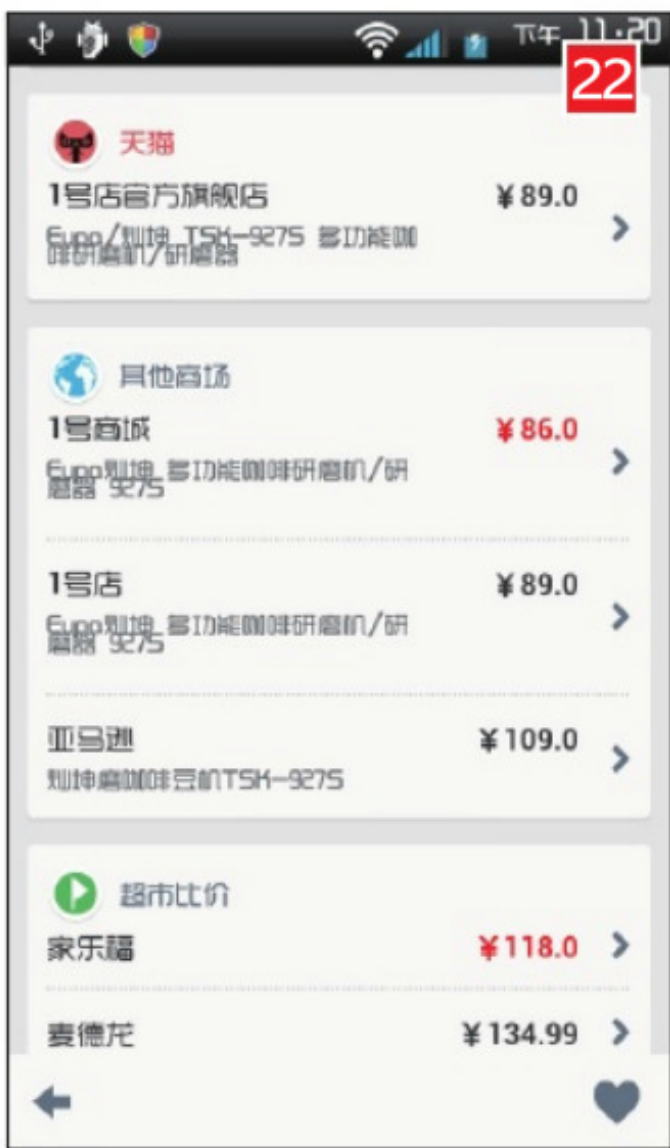 下午 11:20
22
天猫
1号店官方旗舰店 ¥89.0
Eupa/灿坤 TSK-927S 多功能咖
啡研磨机/研磨器
其他商场
1号商城 ¥86.0
Eupa灿坤 多功能咖啡研磨机/研
磨器 927S
1号店 ¥89.0
Eupa灿坤 多功能咖啡研磨机/研
磨器 927S
亚马逊 ¥109.0
灿坤磨咖啡豆机TSK-927S
超市比价
家乐福 ¥118.0
麦德龙 ¥134.99